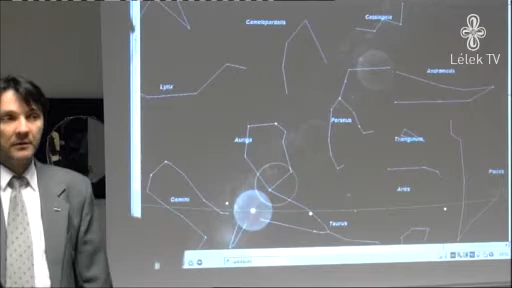 Camelopardalis
Cassiopeia
Lélek TV
Lynx
Andromeda
Perseus
Auriga
Triangulum
Gemini
Aries
Pisces
Taurus